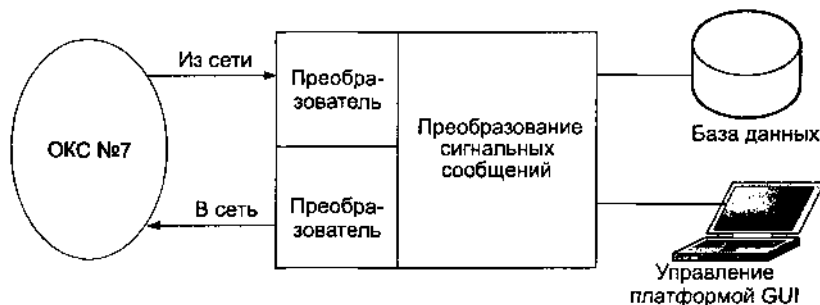 ОКС №7
Из сети
В сеть
Преобра-
зователь
Преобра-
зователь
Преобразование
сигнальных
сообщений
База данных
Управление
платформой GUI